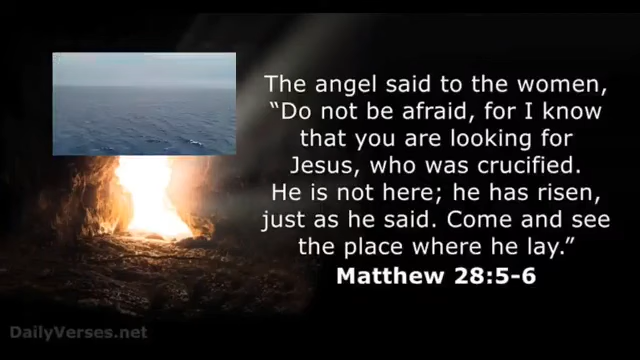 The angel said to the women,
“Do not be afraid, for I know
that you are looking for
Jesus, who was crucified.
He is not here; he has risen,
just as he said. Come and see
the place where he lay.”
Matthew 28:5-6
DailyVerses.net